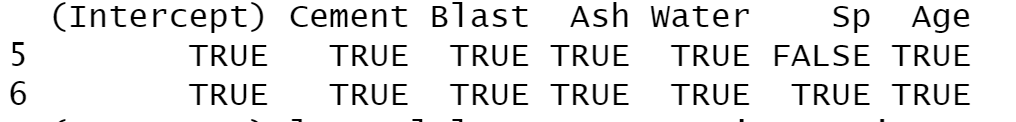 (Intercept) Cement Blast Ash Water Sp Age
5 TRUE TRUE TRUE TRUE TRUE FALSE TRUE
6 TRUE TRUE TRUE TRUE TRUE TRUE TRUE